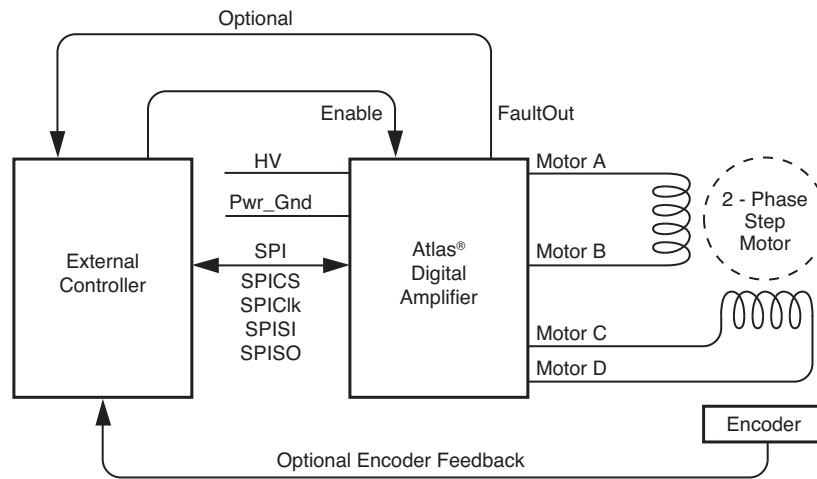 Optional
Enable
FaultOut
HV
Pwr_Gnd
SPI
SPICS
SPIClk
SPISI
SPISO
External
Controller
Atlas®
Digital
Amplifier
Motor A
Motor B
Motor C
Motor D
2 - Phase
Step
Motor
Encoder
Optional Encoder Feedback